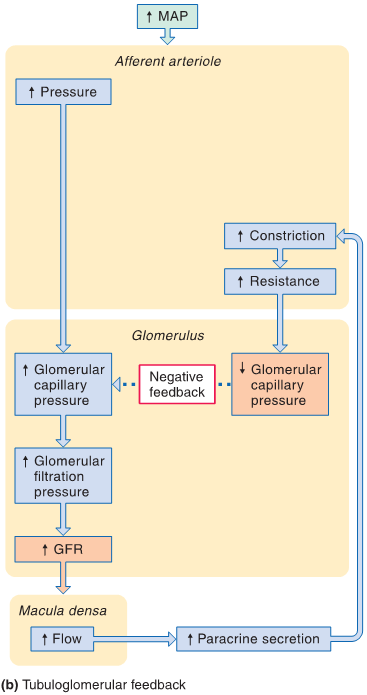 ↑ MAP
Afferent arteriole
↑ Pressure
↑ Constriction
↑ Resistance
Glomerulus
↑ Glomerular
capillary
pressure
Negative
feedback
↓ Glomerular
capillary
pressure
↑ Glomerular
filtration
pressure
↑ GFR
Macula densa
↑ Flow
↑ Paracrine secretion
(b) Tubuloglomerular feedback